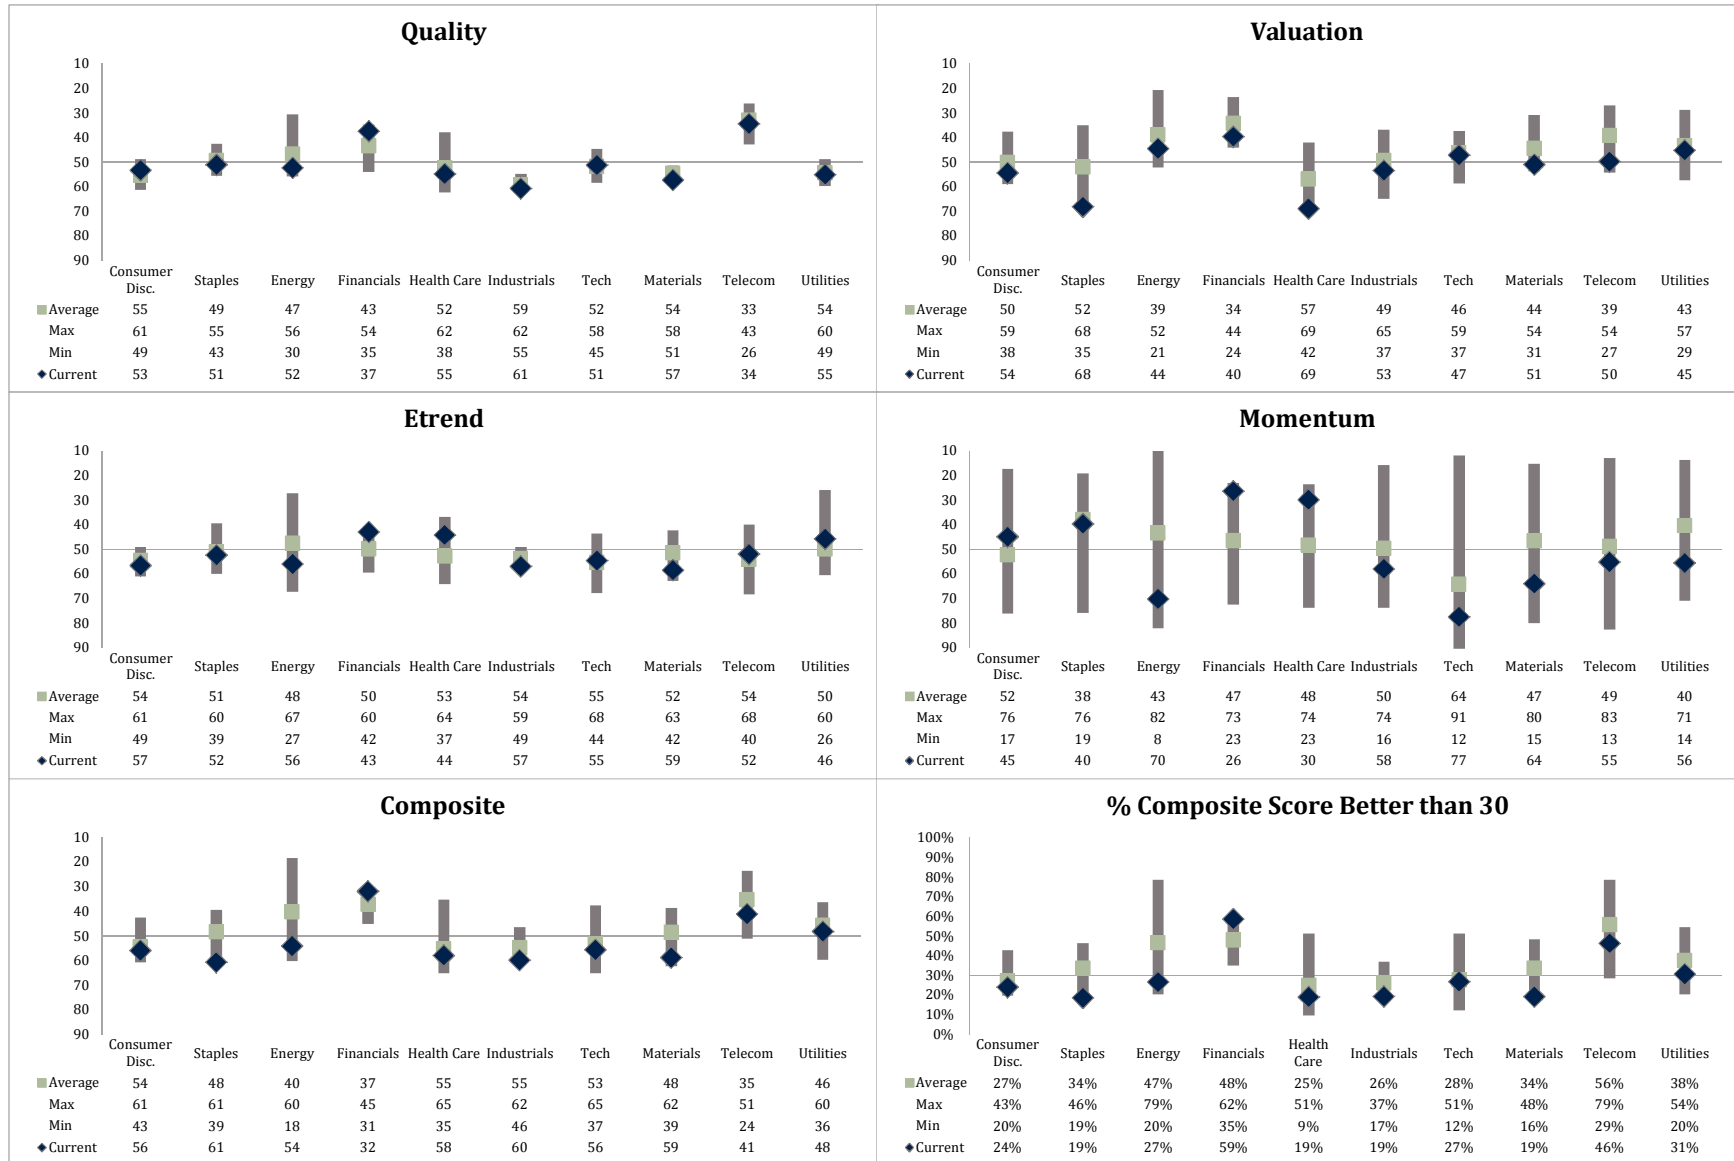 Quality
10
20
30
40
50
60
70
80
90
Consumer Disc. Staples Energy Financials Health Care Industrials Tech Materials Telecom Utilities
Average 55 49 47 43 52 59 52 54 33 54
Max 61 55 56 54 62 62 58 58 43 60
Min 49 43 30 35 38 55 45 51 26 49
Current 53 51 52 37 55 61 51 57 34 55
Valuation
10
20
30
40
50
60
70
80
90
Consumer Disc. Staples Energy Financials Health Care Industrials Tech Materials Telecom Utilities
Average 50 52 39 34 57 49 46 44 39 43
Max 59 68 52 44 69 65 59 54 54 57
Min 38 35 21 24 42 37 37 31 27 29
Current 54 68 44 40 69 53 47 51 50 45
Etrend
10
20
30
40
50
60
70
80
90
Consumer Disc. Staples Energy Financials Health Care Industrials Tech Materials Telecom Utilities
Average 54 51 48 50 53 54 55 52 54 50
Max 61 60 67 60 64 59 68 63 68 60
Min 49 39 27 42 37 49 44 42 40 26
Current 57 52 56 43 44 57 55 59 52 46
Momentum
10
20
30
40
50
60
70
80
90
Consumer Disc. Staples Energy Financials Health Care Industrials Tech Materials Telecom Utilities
Average 52 38 43 47 48 50 64 47 49 40
Max 76 76 82 73 74 74 91 80 83 71
Min 17 19 8 23 23 16 12 15 13 14
Current 45 40 70 26 30 58 77 64 55 56
Composite
10
20
30
40
50
60
70
80
90
Consumer Disc. Staples Energy Financials Health Care Industrials Tech Materials Telecom Utilities
Average 54 48 40 37 55 55 53 48 35 46
Max 61 61 60 45 65 62 65 62 51 60
Min 43 39 18 31 35 46 37 39 24 36
Current 56 61 54 32 58 60 56 59 41 48
% Composite Score Better than 30
100%
90%
80%
70%
60%
50%
40%
30%
20%
10%
0%
Consumer Disc. Staples Energy Financials Health Care Industrials Tech Materials Telecom Utilities
Average 27% 34% 47% 48% 25% 26% 28% 34% 56% 38%
Max 43% 46% 79% 62% 51% 37% 51% 48% 79% 54%
Min 20% 19% 20% 35% 9% 17% 12% 16% 29% 20%
Current 24% 19% 27% 59% 19% 19% 27% 19% 46% 31%